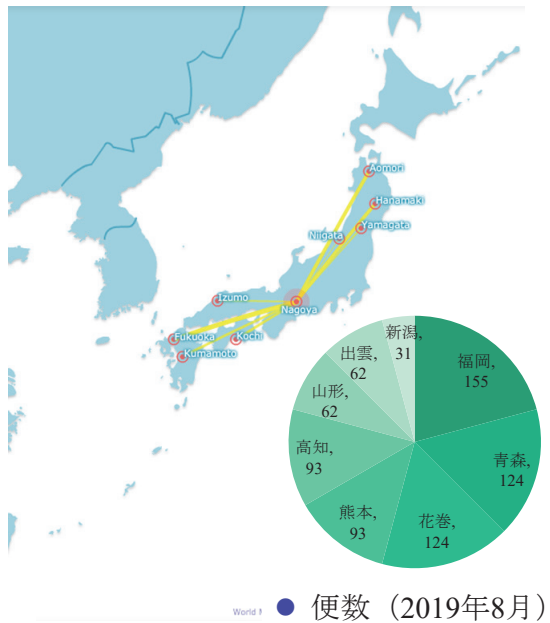 Aomori
Hanamaki
Yamagata
Niigata
Izumo
Nagoya
Fukuoka
Kochi
Kumamoto
新潟,
31
出雲,
62
福岡,
155
山形,
62
青森,
124
高知,
93
熊本,
93
花巻,
124
World M
● 便数（2019年8月）